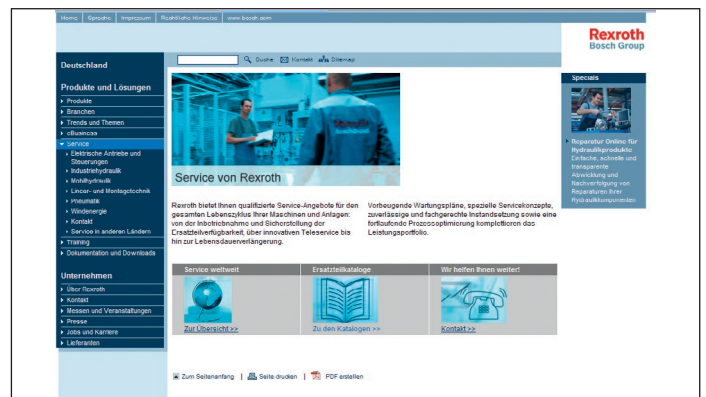 Home | Sprache | Impressum | Rechtliche Hinweise | www.bosch.com
Rexroth
Bosch Group
Suche Kontakt Sitemap
Deutschland
Produkte und Lösungen
Produkte
Branchen
Trends und Themen
eBusiness
Service
Elektrische Antriebe und
Steuerungen
Industriehydraulik
Mobilhydraulik
Linear- und Montagetechnik
Pneumatik
Windenergie
Kontakt
Service in anderen Ländern
Training
Dokumentation und Downloads
Unternehmen
Über Rexroth
Kontakt
Messen und Veranstaltungen
Presse
Jobs und Karriere
Lieferanten
Service von Rexroth
Rexroth bietet Ihnen qualifizierte Service-Angebote für den
gesamten Lebenszyklus Ihrer Maschinen und Anlagen:
von der Inbetriebnahme und Sicherstellung der
Ersatzteilverfügbarkeit, über innovativen Teleservice bis
hin zur Lebensdauerverlängerung.
Vorbeugende Wartungspläne, spezielle Servicekonzepte,
zuverlässige und fachgerechte Instandsetzung sowie eine
fortlaufende Prozessoptimierung komplettieren das
Leistungsportfolio.
Service weltweit
Zur Übersicht >>
Ersatzteilkataloge
Zu den Katalogen >>
Wir helfen Ihnen weiter!
Kontakt >>
Zum Seitenanfang | Seite drucken | PDF erstellen
Specials
Reparatur Online für
Hydraulikprodukte
Einfache, schnelle und
transparente
Abwicklung und
Nachverfolgung von
Reparaturen Ihrer
Hydraulikkomponenten